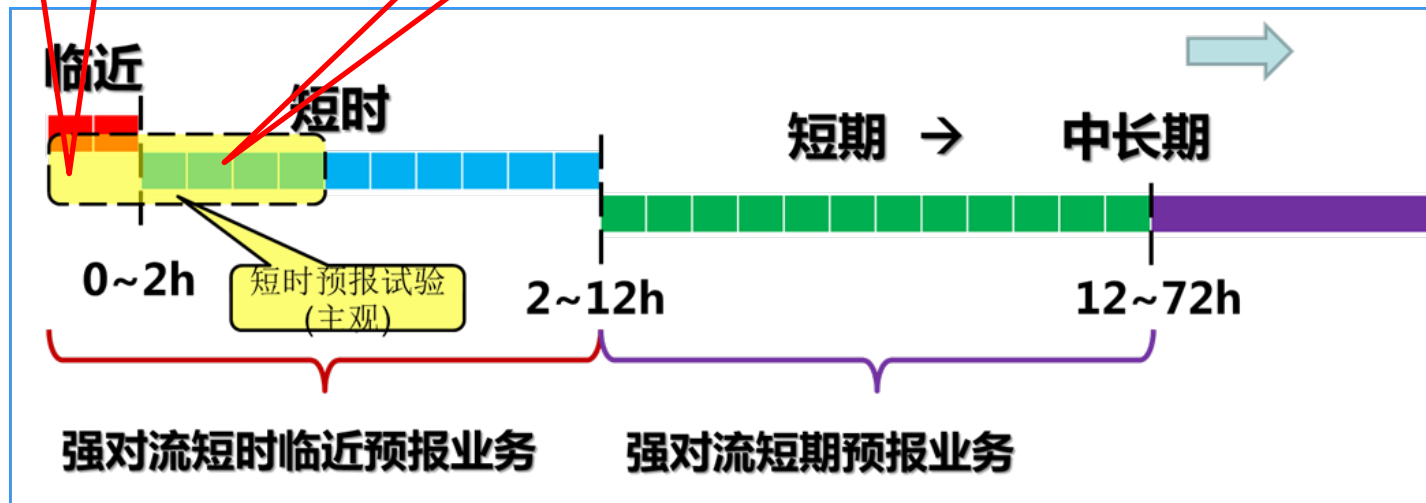 临近
短时
短期 → 中长期
0~2h
短时预报试验
(主观)
2~12h
12~72h
强对流短时临近预报业务
强对流短期预报业务